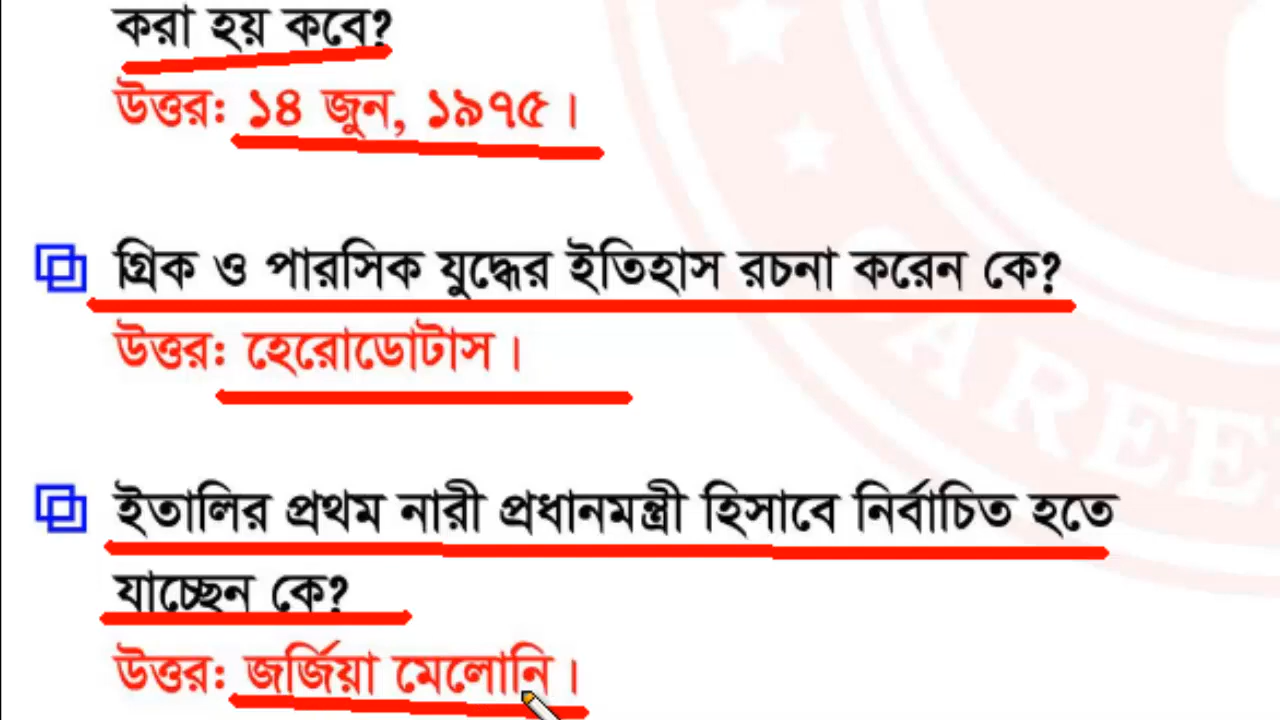 করা হয় কবে?
উত্তর: ১৪ জুন, ১৯৭৫।
গ্রিক ও পারসিক যুদ্ধের ইতিহাস রচনা করেন কে?
উত্তর: হেরোডোটাস।
ইতালির প্রথম নারী প্রধানমন্ত্রী হিসাবে নির্বাচিত হতে
যাচ্ছেন কে?
উত্তর: জর্জিয়া মেলোনি।